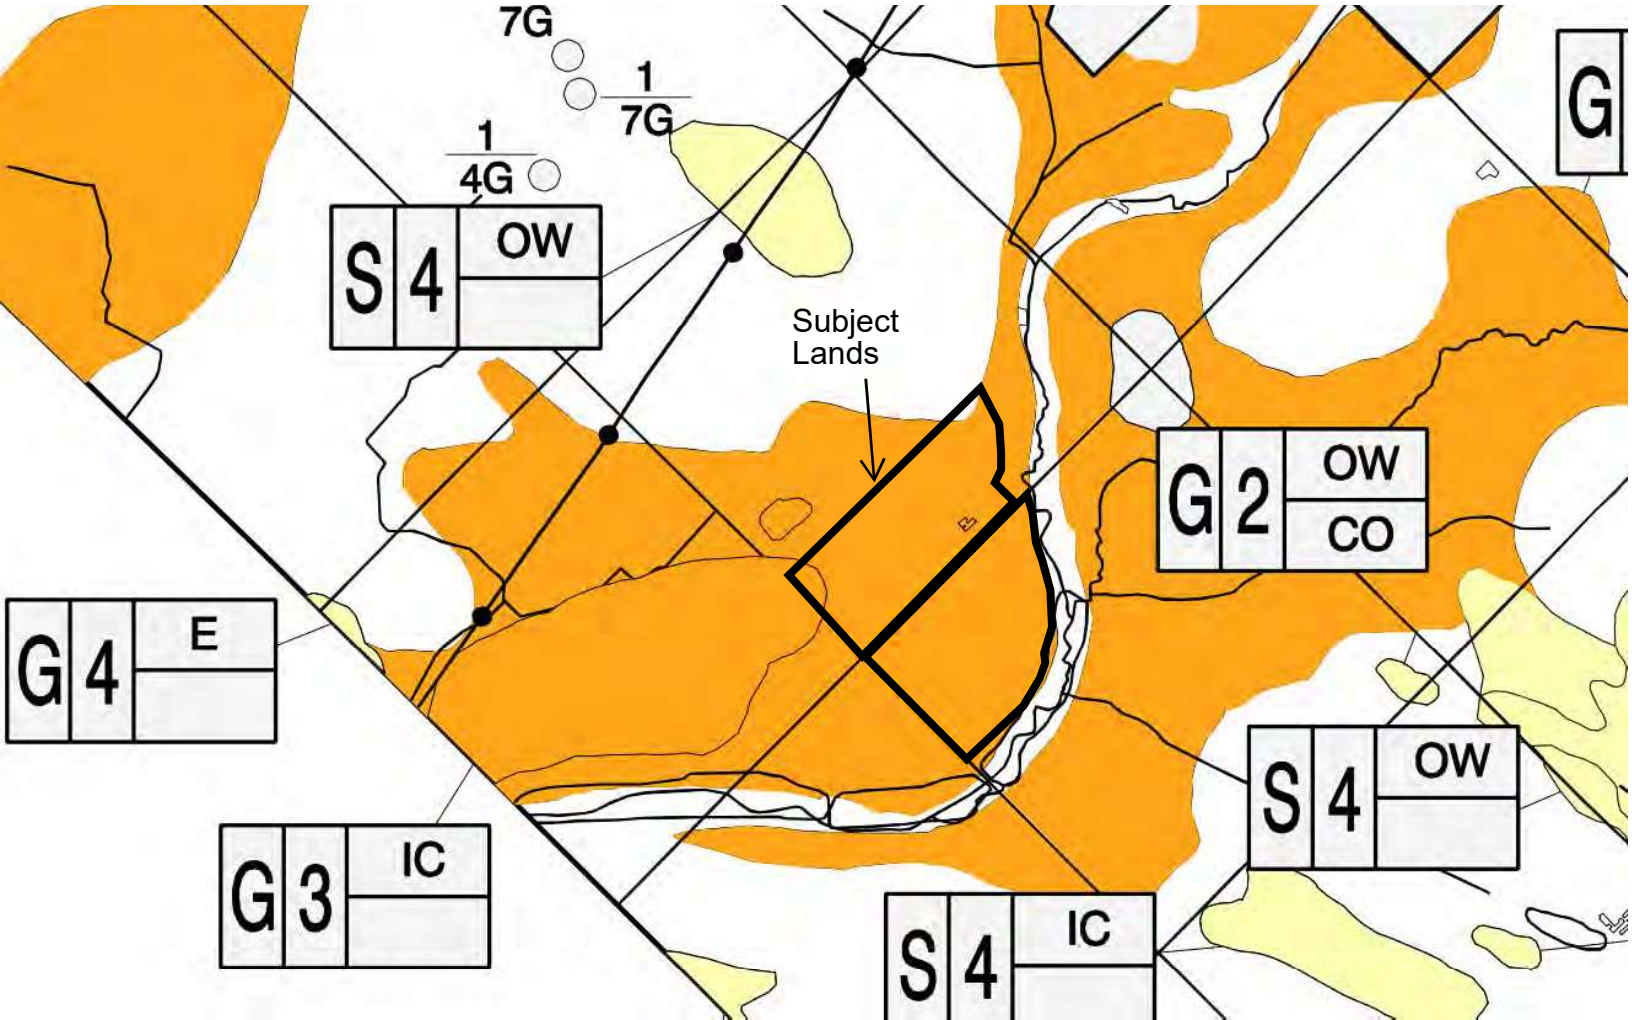 7G
1
7G
1
4G
G
S 4 OW
Subject
Lands
G 2 OW
CO
G 4 E
S 4 OW
G 3 IC
S 4 IC